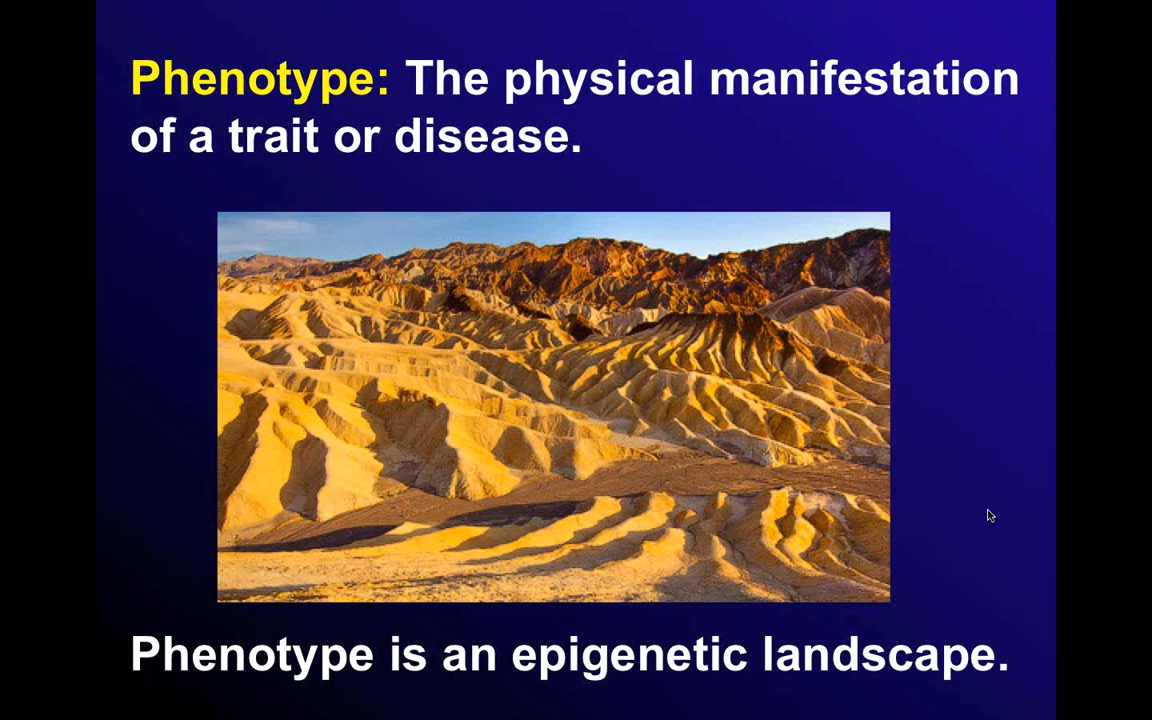 Phenotype: The physical manifestation
of a trait or disease.
Phenotype is an epigenetic landscape.